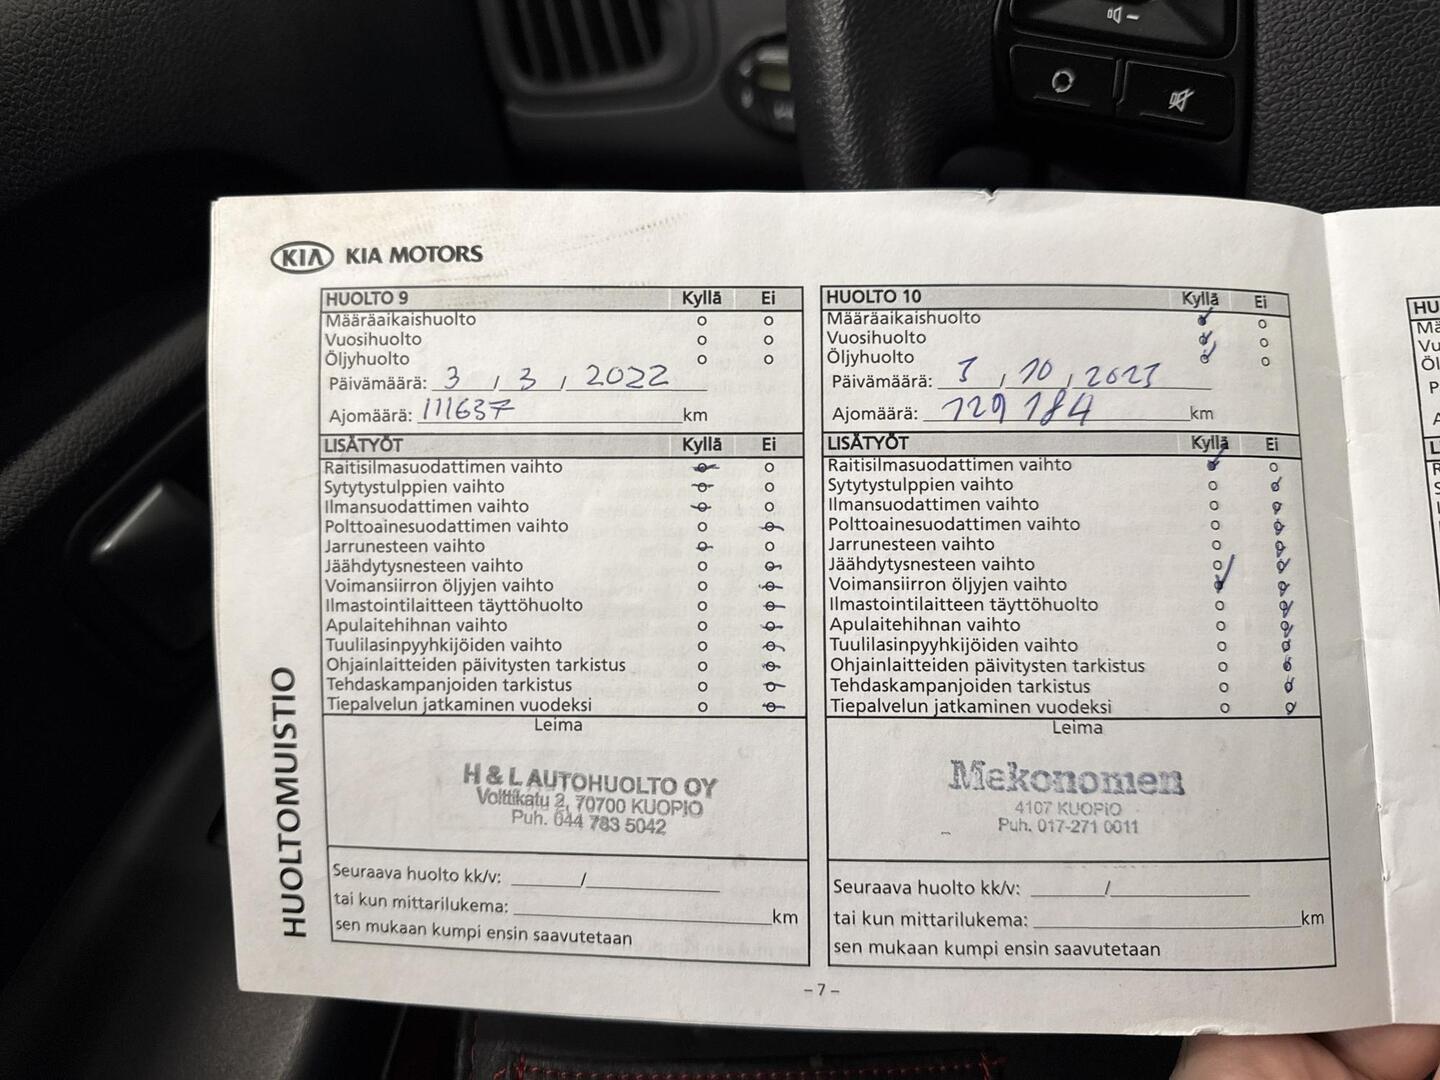 KIA KIA MOTORS
HUOLTOMUISTIO
HUOLTO 9 Kyllä Ei
Määräaikaishuolto
Vuosihuolto
Öljyhuolto
Päivämäärä: 3 / 3 / 2022
Ajomäärä: 111637 km
LISÄTYÖT Kyllä Ei
Raitisilmasuodattimen vaihto
Sytytystulppien vaihto
Ilmansuodattimen vaihto
Polttoainesuodattimen vaihto
Jarrunesteen vaihto
Jäähdytysnesteen vaihto
Voimansiirron öljyjen vaihto
Ilmastointilaitteen täyttöhuolto
Apulaitehihnan vaihto
Tuulilasinpyyhkijöiden vaihto
Ohjainlaitteiden päivitysten tarkistus
Tehdaskampanjoiden tarkistus
Tiepalvelun jatkaminen vuodeksi
Leima
H & L AUTOHUOLTO OY
Volttikatu 2, 70700 KUOPIO
Puh. 044 783 5042
Seuraava huolto kk/v: /
tai kun mittarilukema: km
sen mukaan kumpi ensin saavutetaan
HUOLTO 10 Kyllä Ei
Määräaikaishuolto
Vuosihuolto
Öljyhuolto
Päivämäärä: 3 / 10 / 2023
Ajomäärä: 129 184 km
LISÄTYÖT Kyllä Ei
Raitisilmasuodattimen vaihto
Sytytystulppien vaihto
Ilmansuodattimen vaihto
Polttoainesuodattimen vaihto
Jarrunesteen vaihto
Jäähdytysnesteen vaihto
Voimansiirron öljyjen vaihto
Ilmastointilaitteen täyttöhuolto
Apulaitehihnan vaihto
Tuulilasinpyyhkijöiden vaihto
Ohjainlaitteiden päivitysten tarkistus
Tehdaskampanjoiden tarkistus
Tiepalvelun jatkaminen vuodeksi
Leima
Mekonomen
4107 KUOPIO
Puh. 017-271 0011
Seuraava huolto kk/v: /
tai kun mittarilukema: km
sen mukaan kumpi ensin saavutetaan
– 7 –